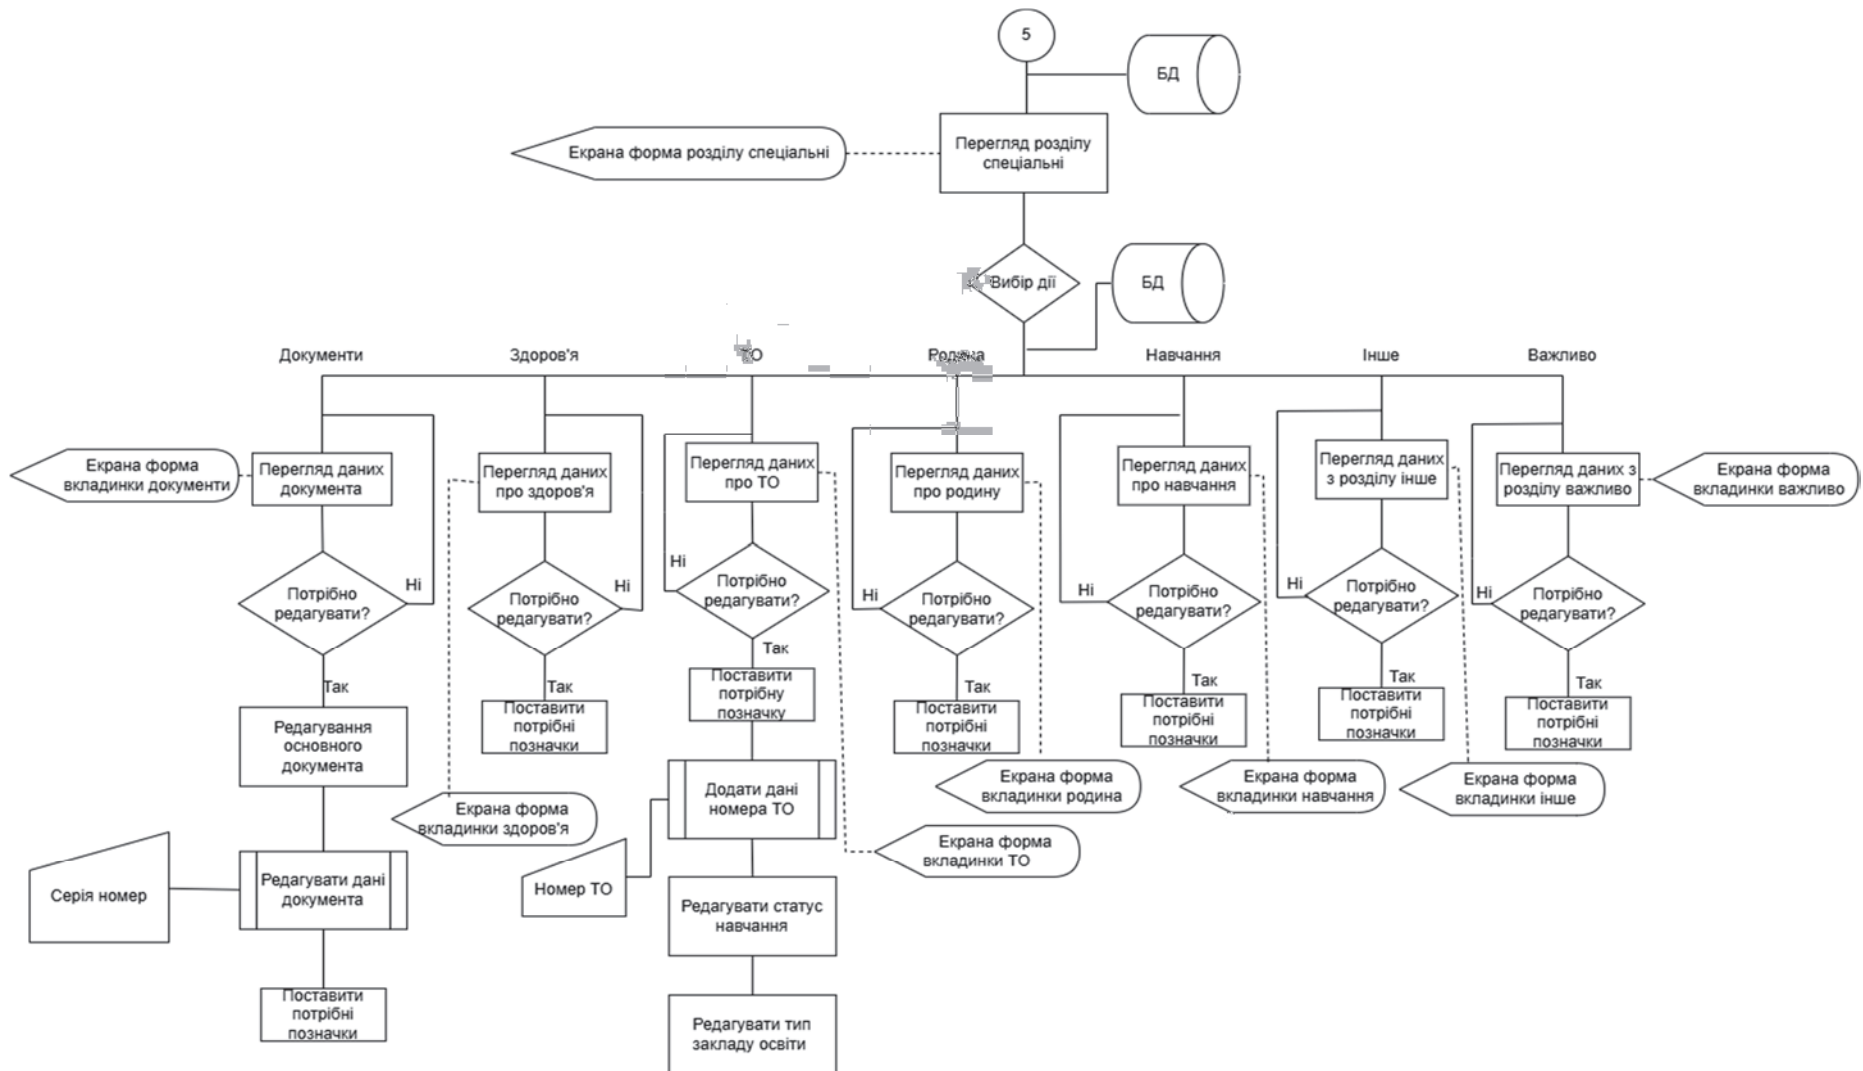 5
БД
Перегляд розділу
спеціальні
Екрана форма розділу спеціальні
Вибір дії
БД
Документи
Здоров'я
ТО
Родина
Навчання
Інше
Важливо
Екрана форма
вкладинки документи
Перегляд даних
документа
Перегляд даних
про здоров'я
Перегляд даних
про ТО
Перегляд даних
про родину
Перегляд даних
про навчання
Перегляд даних
з розділу інше
Перегляд даних з
розділу важливо
Екрана форма
вкладинки важливо
Потрібно
редагувати?
Ні
Потрібно
редагувати?
Ні
Потрібно
редагувати?
Ні
Потрібно
редагувати?
Ні
Потрібно
редагувати?
Ні
Потрібно
редагувати?
Ні
Потрібно
редагувати?
Ні
Так
Так
Так
Так
Так
Так
Так
Редагування
основного
документа
Поставити
потрібні
позначки
Поставити
потрібну
позначку
Поставити
потрібні
позначки
Поставити
потрібні
позначки
Поставити
потрібні
позначки
Поставити
потрібні
позначки
Екрана форма
вкладинки здоров'я
Додати дані
номера ТО
Екрана форма
вкладинки родина
Екрана форма
вкладинки навчання
Екрана форма
вкладинки інше
Екрана форма
вкладинки ТО
Серія номер
Редагувати дані
документа
Номер ТО
Редагувати статус
навчання
Поставити
потрібні
позначки
Редагувати тип
закладу освіти